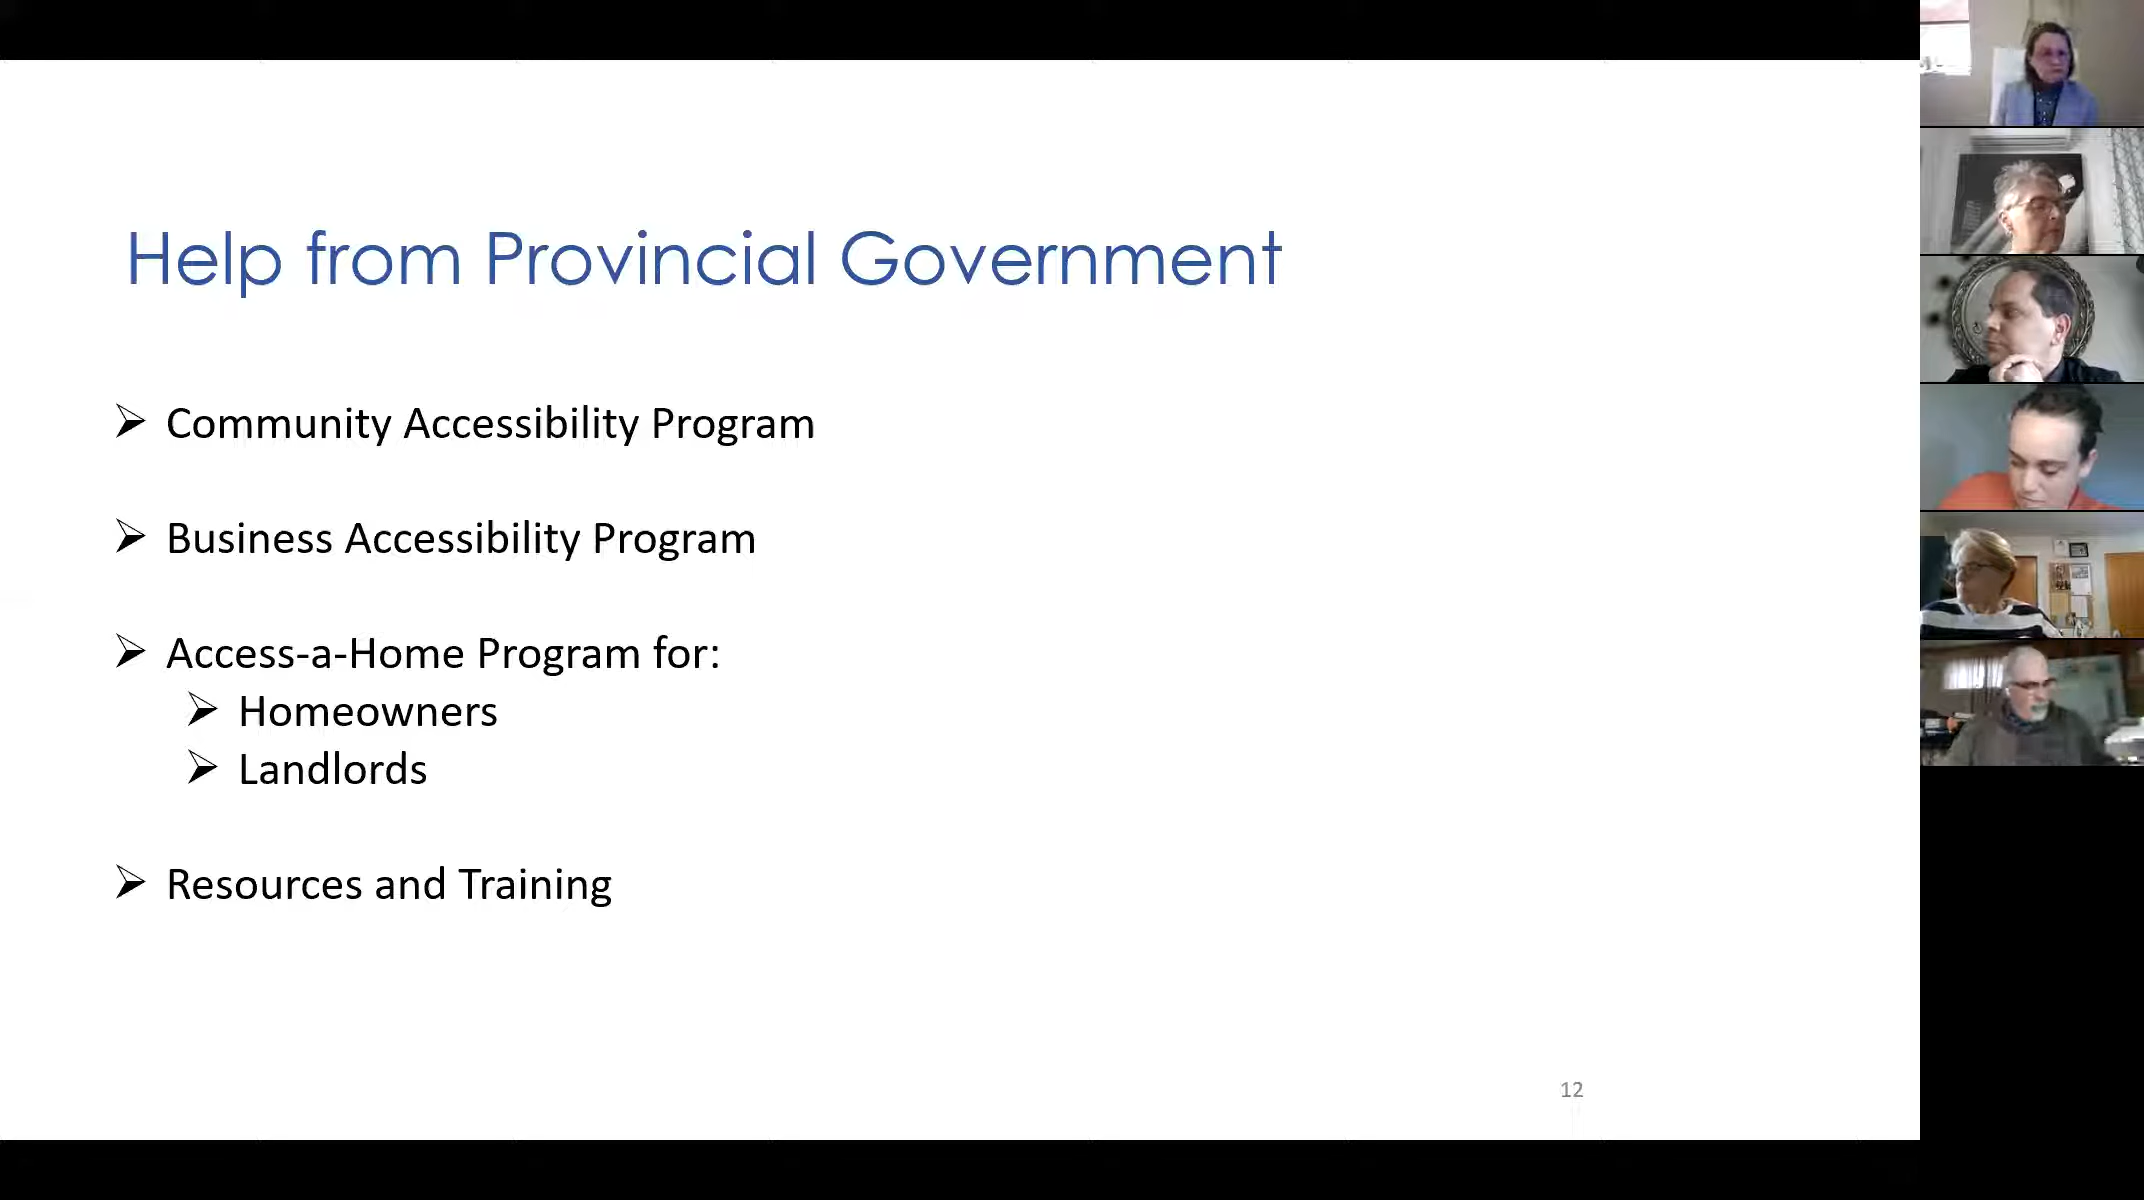 Help from Provincial Government
➢ Community Accessibility Program
➢ Business Accessibility Program
➢ Access-a-Home Program for:
➢ Homeowners
➢ Landlords
➢ Resources and Training
12